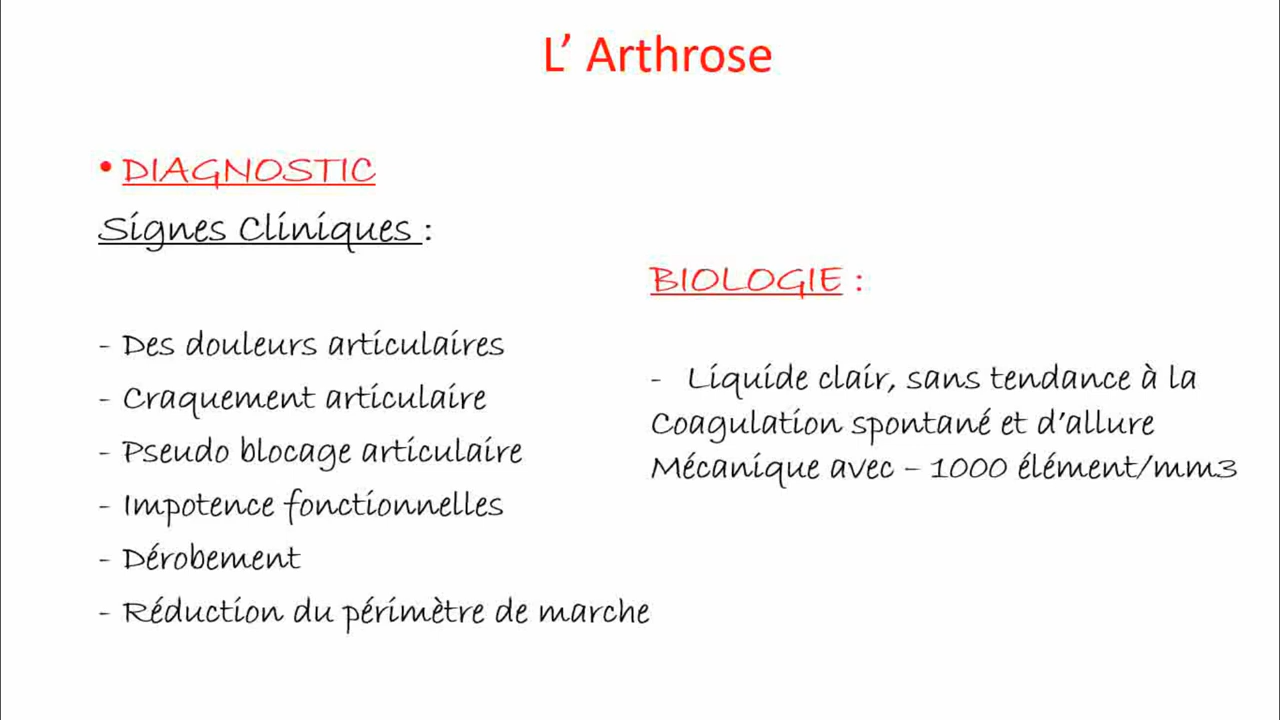 L' Arthrose
• DIAGNOSTIC
Signes Cliniques :
- Des douleurs articulaires
- Craquement articulaire
- Pseudo blocage articulaire
- Impotence fonctionnelles
- Dérobement
- Réduction du périmètre de marche
BIOLOGIE :
- Liquide clair, sans tendance à la
Coagulation spontané et d'allure
Mécanique avec – 1000 élément/mm3